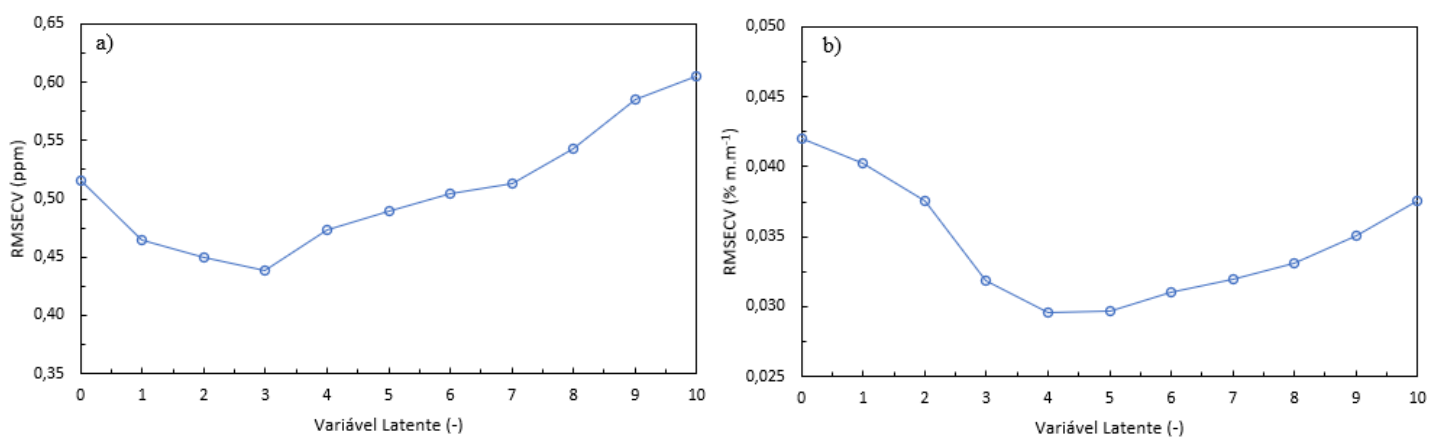 a)
0,65
0,60
0,55
0,50
0,45
0,40
0,35
RMSECV (ppm)
0 1 2 3 4 5 6 7 8 9 10
Variável Latente (-)
b)
0,050
0,045
0,040
0,035
0,030
0,025
RMSECV (% m.m⁻¹)
0 1 2 3 4 5 6 7 8 9 10
Variável Latente (-)